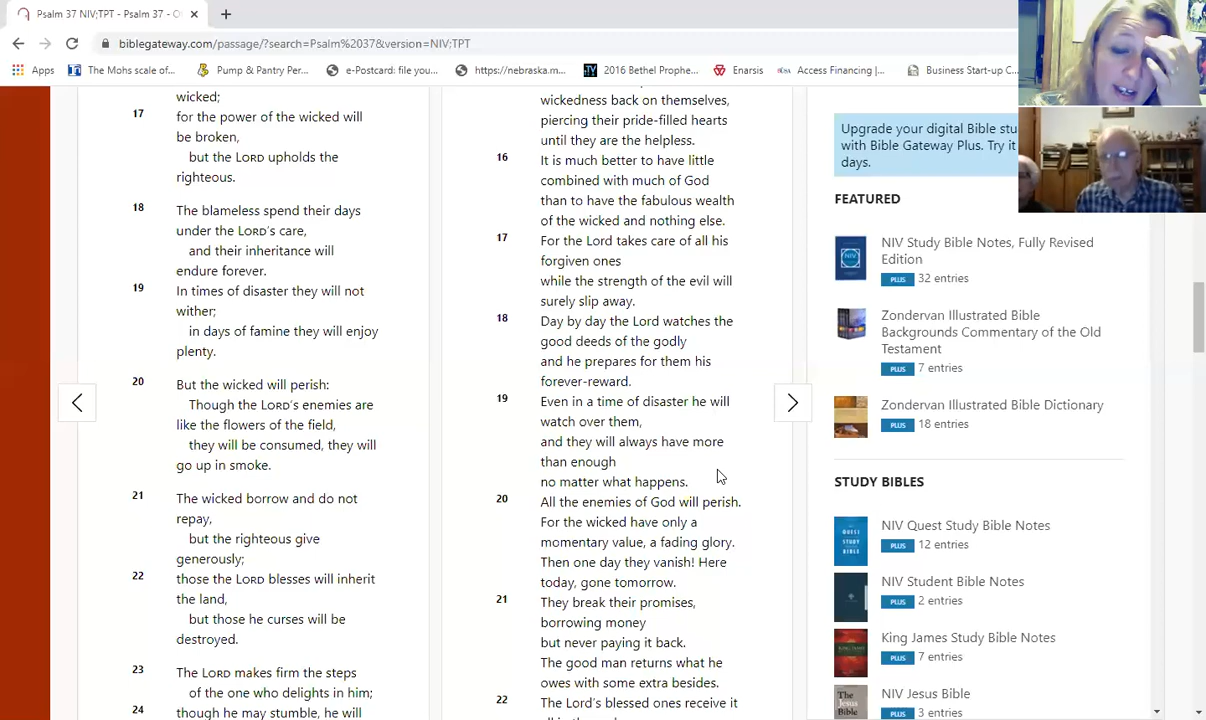 Psalm 37 NIV;TPT - Psalm 37 - C
biblegateway.com/passage/?search=Psalm%2037&version=NIV;TPT
Apps
The Mohs scale of...
Pump & Pantry Per...
e-Postcard: file you...
https://nebraska.m...
2016 Bethel Prophe...
Enarsis
Access Financing |...
Business Start-up C
wicked;
17 for the power of the wicked will
be broken,
but the LORD upholds the
righteous.
18 The blameless spend their days
under the LORD's care,
and their inheritance will
endure forever.
19 In times of disaster they will not
wither;
in days of famine they will enjoy
plenty.
20 But the wicked will perish:
Though the LORD's enemies are
like the flowers of the field,
they will be consumed, they will
go up in smoke.
21 The wicked borrow and do not
repay,
but the righteous give
generously;
22 those the LORD blesses will inherit
the land,
but those he curses will be
destroyed.
23 The LORD makes firm the steps
of the one who delights in him;
24 though he may stumble, he will
wickedness back on themselves,
piercing their pride-filled hearts
until they are the helpless.
16 It is much better to have little
combined with much of God
than to have the fabulous wealth
of the wicked and nothing else.
17 For the Lord takes care of all his
forgiven ones
while the strength of the evil will
surely slip away.
18 Day by day the Lord watches the
good deeds of the godly
and he prepares for them his
forever-reward.
19 Even in a time of disaster he will
watch over them,
and they will always have more
than enough
no matter what happens.
20 All the enemies of God will perish.
For the wicked have only a
momentary value, a fading glory.
Then one day they vanish! Here
today, gone tomorrow.
21 They break their promises,
borrowing money
but never paying it back.
The good man returns what he
owes with some extra besides.
22 The Lord's blessed ones receive it
Upgrade your digital Bible stu
with Bible Gateway Plus. Try it
days.
FEATURED
NIV Study Bible Notes, Fully Revised
Edition
PLUS 32 entries
Zondervan Illustrated Bible
Backgrounds Commentary of the Old
Testament
PLUS 7 entries
Zondervan Illustrated Bible Dictionary
PLUS 18 entries
STUDY BIBLES
NIV Quest Study Bible Notes
PLUS 12 entries
NIV Student Bible Notes
PLUS 2 entries
King James Study Bible Notes
PLUS 7 entries
NIV Jesus Bible
PLUS 3 entries